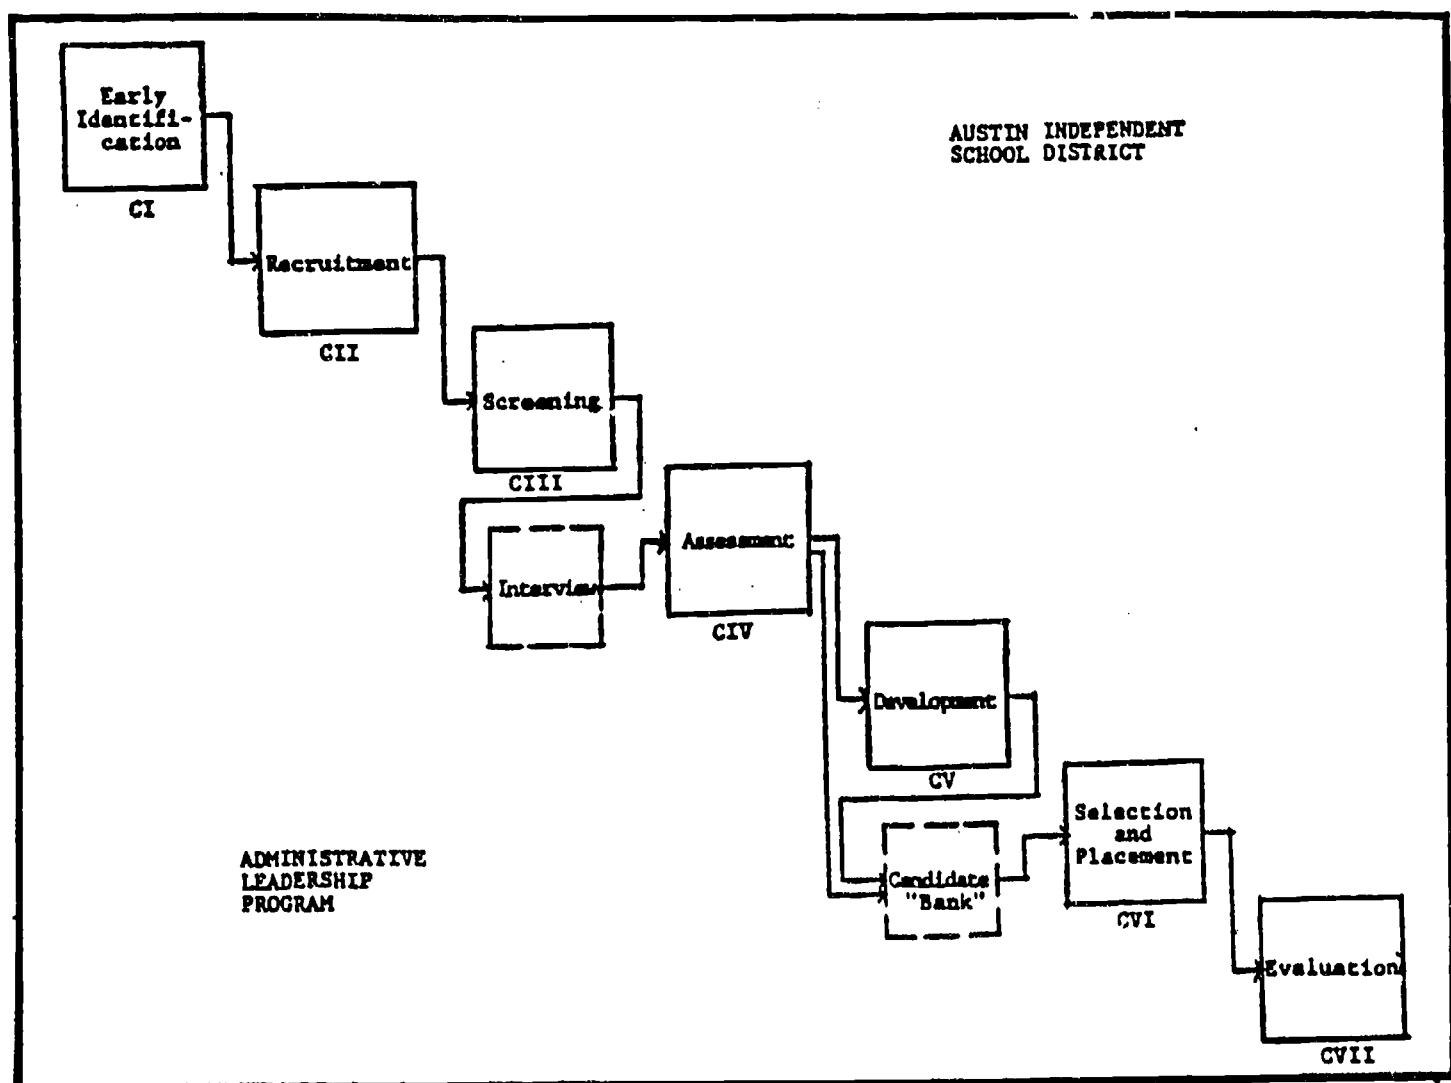 Early
Identifi-
cation
CI
AUSTIN INDEPENDENT
SCHOOL DISTRICT
Recruitment
CII
Screening
CIII
Interview
Assessment
CIV
Development
CV
Candidate
"Bank"
Selection
and
Placement
CVI
ADMINISTRATIVE
LEADERSHIP
PROGRAM
Evaluation
CVII